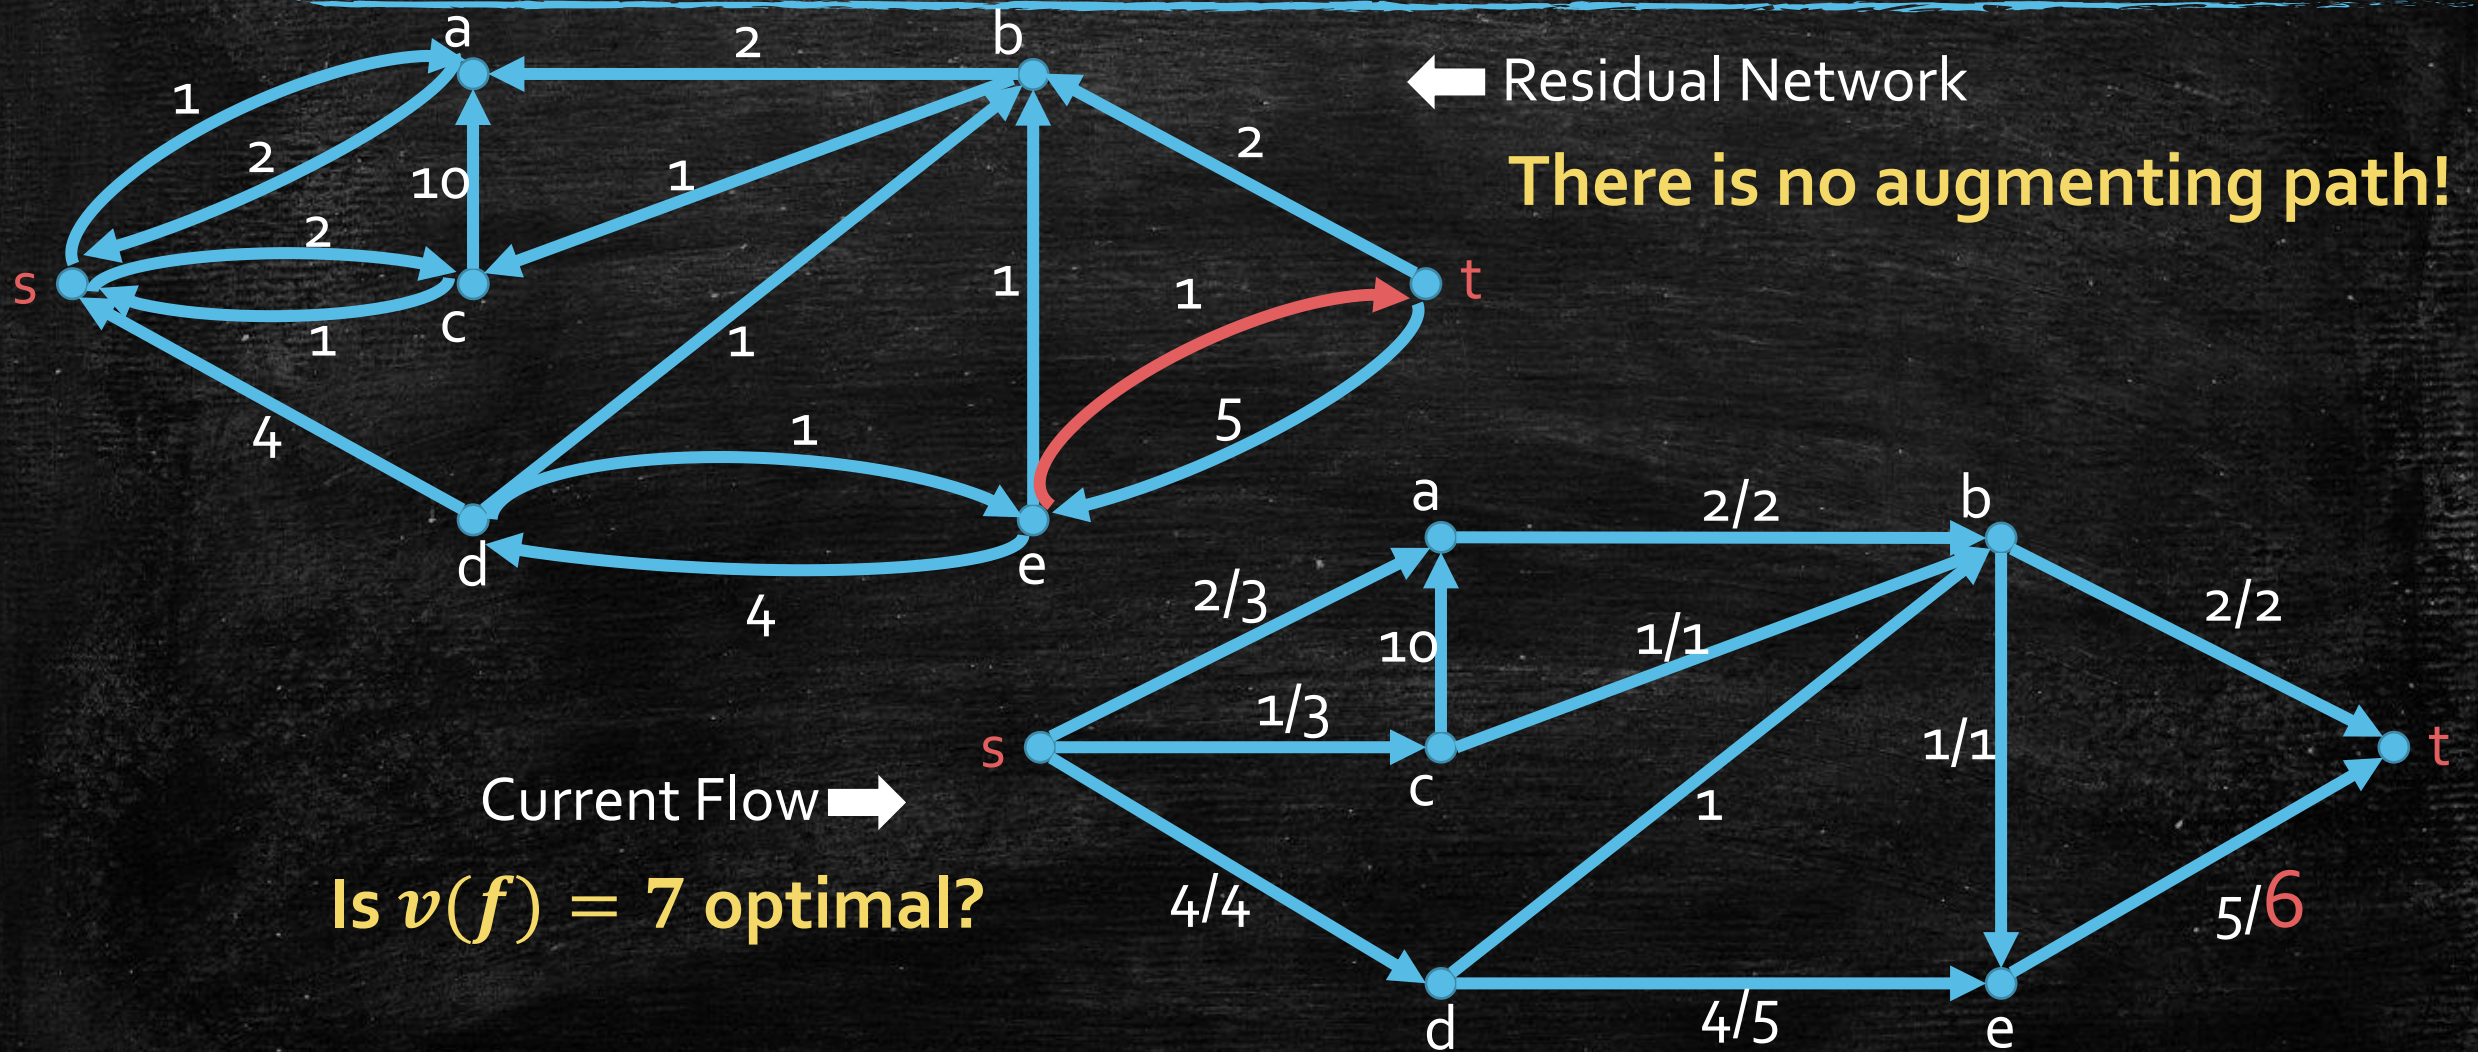 a
b
2
1
2
10
1
2
s
2
1
c
1
1
1
t
4
1
5
d
e
4
Residual Network
There is no augmenting path!
Current Flow
Is v(f) = 7 optimal?
a
2/2
b
2/3
10
1/1
2/2
s
1/3
c
1
1/1
t
4/4
5/6
d
4/5
e